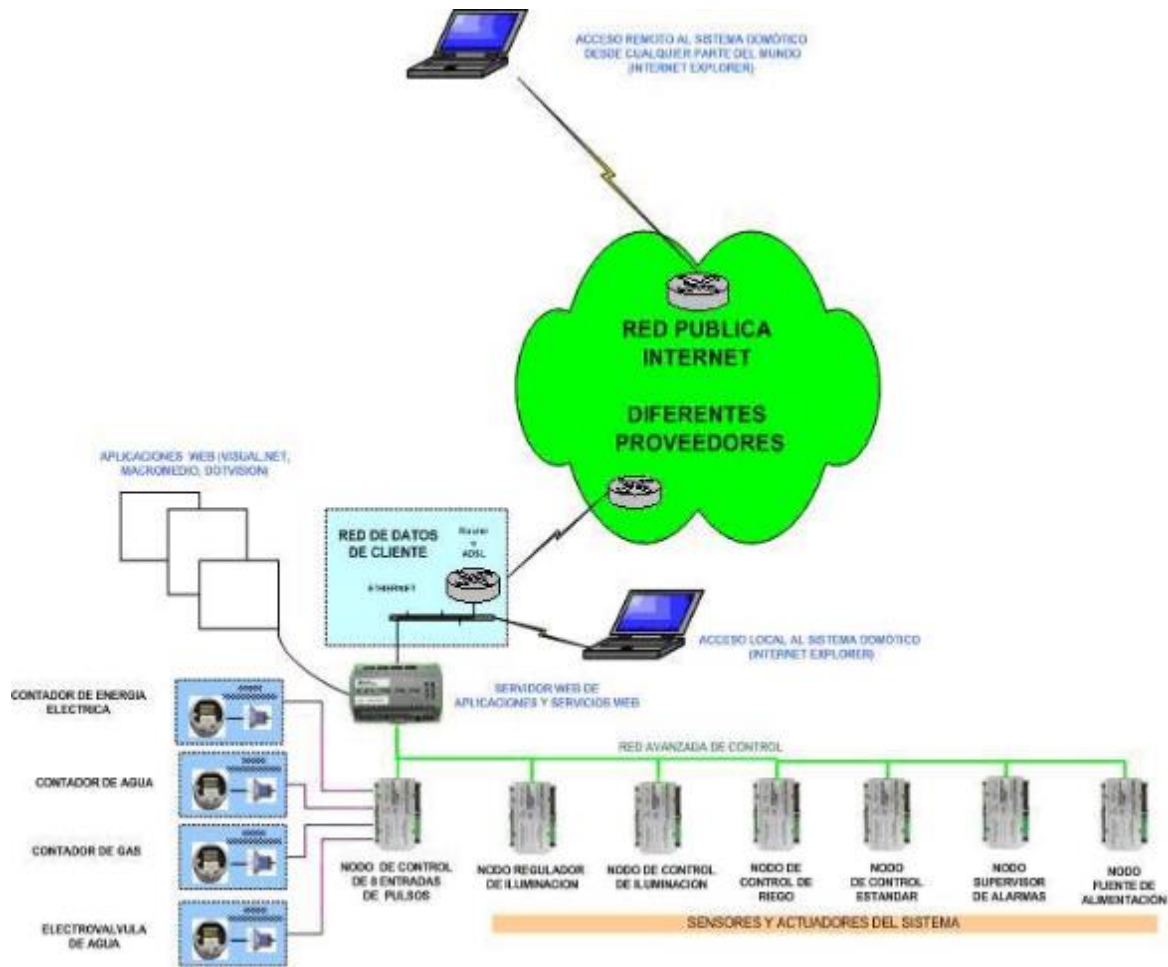 ACCESO REMOTO AL SISTEMA DOMÓTICO
DESDE CUALQUIER PARTE DEL MUNDO
(INTERNET EXPLORER)
RED PUBLICA
INTERNET
DIFERENTES
PROVEEDORES
APLICACIONES WEB (VISUAL.NET,
MACROMEDIO, DOTVISION)
RED DE DATOS
DE CLIENTE
Router
ADSL
ETHERNET
ACCESO LOCAL AL SISTEMA DOMÓTICO
(INTERNET EXPLORER)
SERVIDOR WEB DE
APLICACIONES Y SERVICIOS WEB
CONTADOR DE ENERGIA
ELECTRICA
RED AVANZADA DE CONTROL
CONTADOR DE AGUA
CONTADOR DE GAS
ELECTROVALVULA
DE AGUA
NODO DE CONTROL
DE 8 ENTRADAS
DE PULSOS
NODO REGULADOR
DE ILUMINACION
NODO DE CONTROL
DE ILUMINACION
NODO DE
CONTROL DE
RIEGO
NODO
DE CONTROL
ESTANDAR
NODO
SUPERVISOR
DE ALARMAS
NODO
FUENTE DE
ALIMENTACIÓN
SENSORES Y ACTUADORES DEL SISTEMA